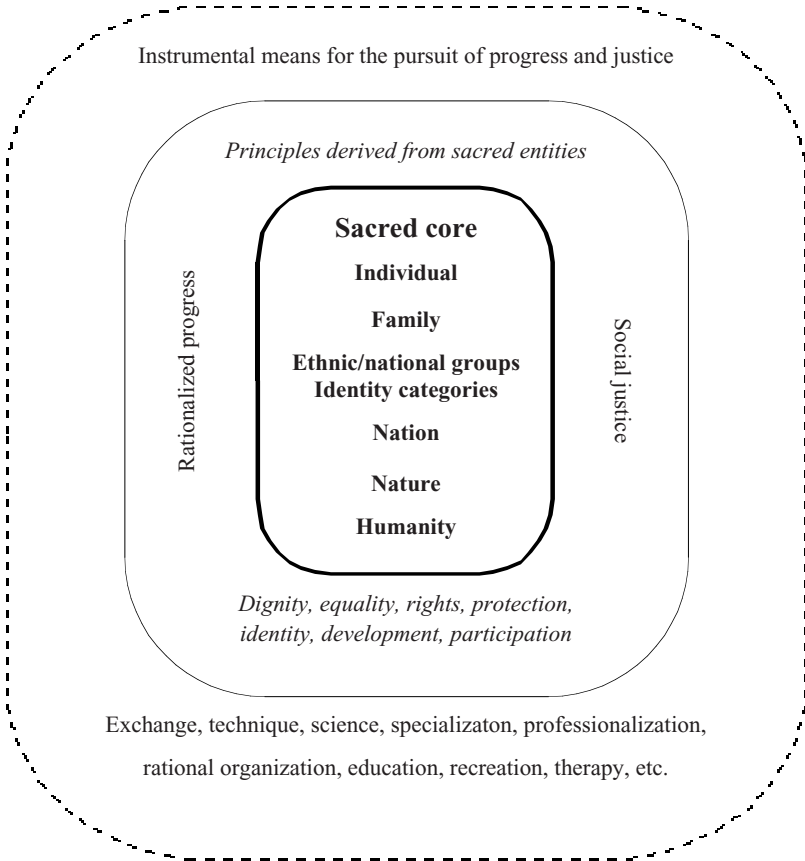 Instrumental means for the pursuit of progress and justice
Principles derived from sacred entities
Sacred core
Individual
Family
Ethnic/national groups
Identity categories
Nation
Nature
Humanity
Rationalized progress
Social justice
Dignity, equality, rights, protection,
identity, development, participation
Exchange, technique, science, specializaton, professionalization,
rational organization, education, recreation, therapy, etc.